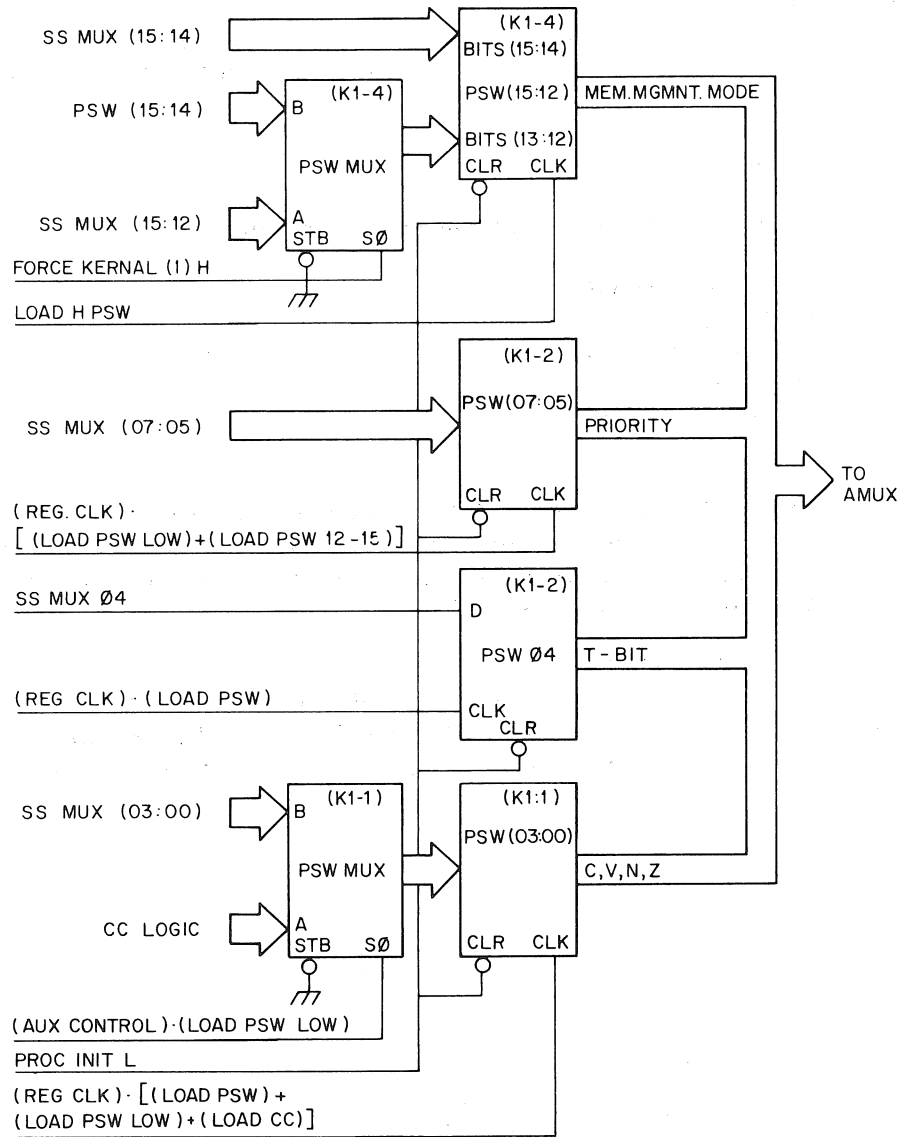 SS MUX (15:14)
(K1-4)
BITS (15:14)
PSW (15:12)
BITS (13:12)
CLR CLK
MEM.MGMNT. MODE
PSW (15:14)
(K1-4)
B
PSW MUX
SS MUX (15:12)
A
STB SØ
FORCE KERNAL (1) H
LOAD H PSW
(K1-2)
PSW(07:05)
SS MUX (07:05)
PRIORITY
CLR CLK
TO
AMUX
(REG. CLK) ·
[ (LOAD PSW LOW)+(LOAD PSW 12-15)]
(K1-2)
SS MUX Ø4
D
PSW Ø4
T-BIT
(REG CLK) · (LOAD PSW)
CLK
CLR
SS MUX (03:00)
(K1-1)
B
PSW MUX
(K1:1)
PSW(03:00)
C,V,N,Z
CC LOGIC
A
STB SØ
CLR CLK
(AUX CONTROL)·(LOAD PSW LOW)
PROC INIT L
(REG CLK)· [(LOAD PSW) +
(LOAD PSW LOW)+(LOAD CC)]